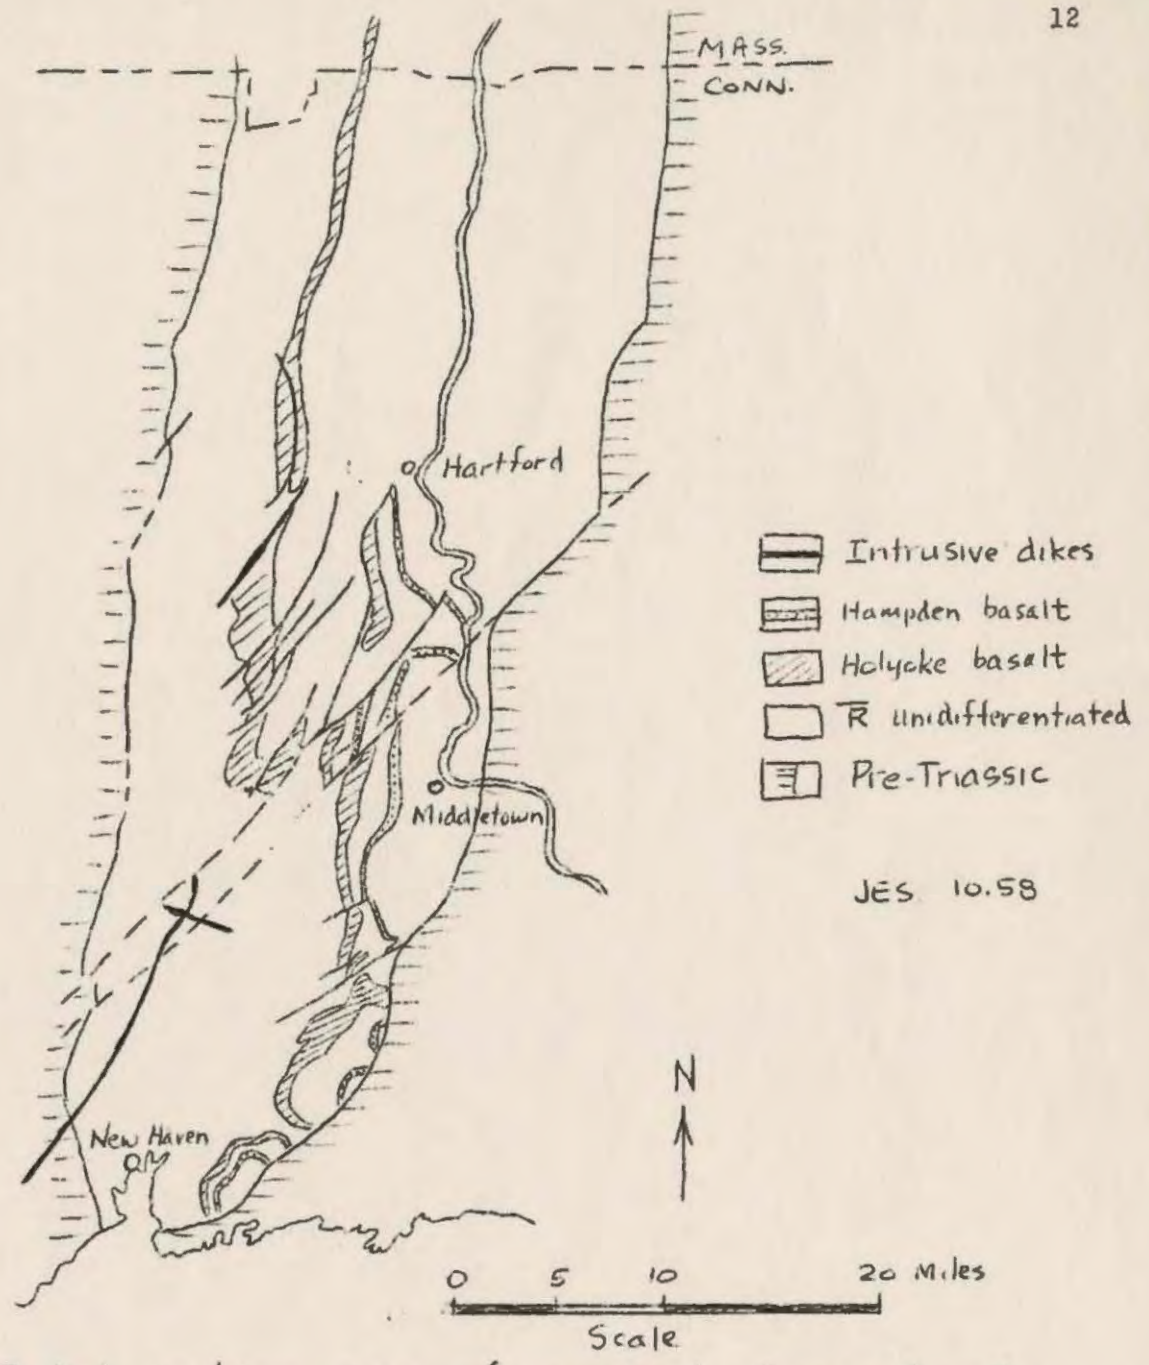 12
MASS.
CONN.
Hartford
Intrusive dikes
Hampden basalt
Holyoke basalt
R̅ Unidifferentiated
Pre-Triassic
Middletown
JES 10.58
N
New Haven
0 5 10 20 Miles
Scale